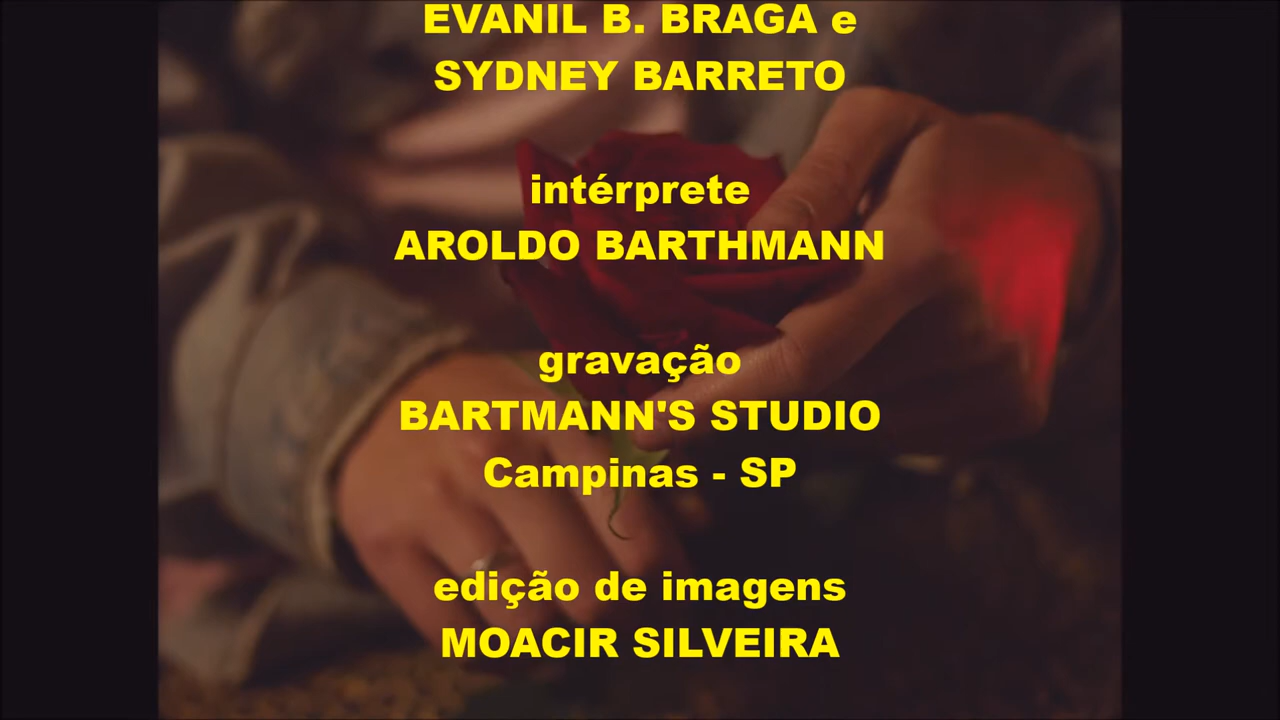 EVANIL B. BRAGA e
SYDNEY BARRETO
intérprete
AROLDO BARTHMANN
gravação
BARTMANN'S STUDIO
Campinas - SP
edição de imagens
MOACIR SILVEIRA